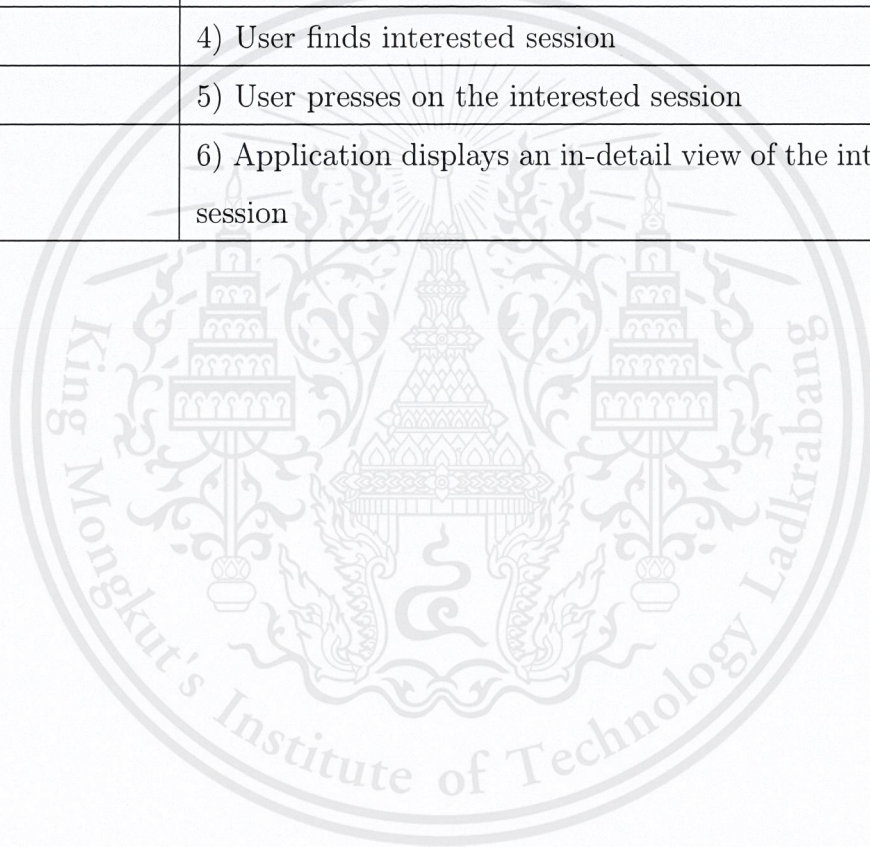 4) User finds interested session
5) User presses on the interested session
6) Application displays an in-detail view of the int
session
King Mongkut's Institute of Technology Ladkrabang